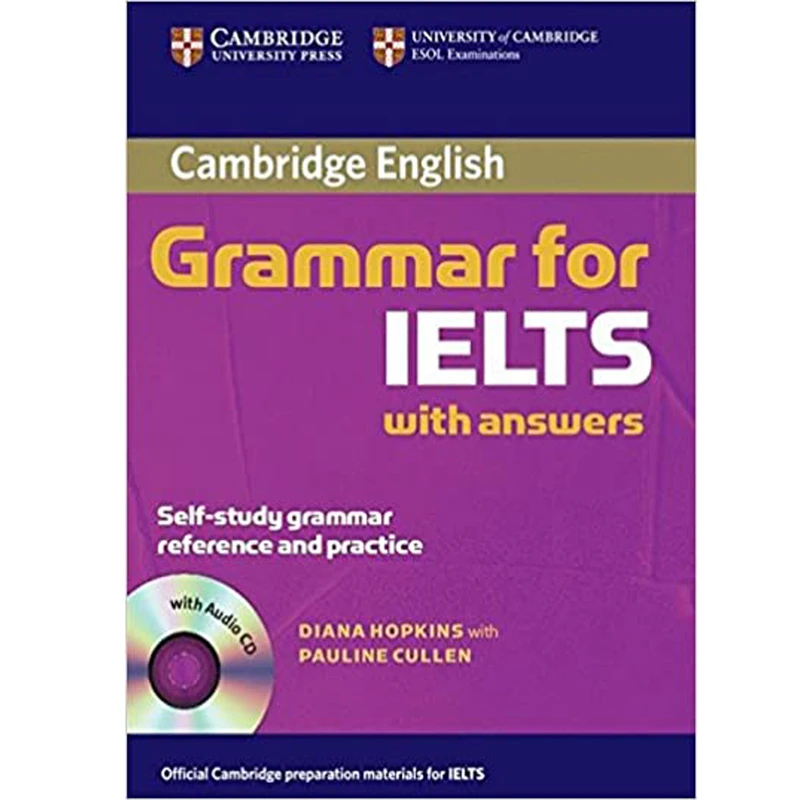 CAMBRIDGE
UNIVERSITY PRESS
UNIVERSITY of CAMBRIDGE
ESOL Examinations
Cambridge English
Grammar for
IELTS
with answers
Self-study grammar
reference and practice
with Audio CD
DIANA HOPKINS with
PAULINE CULLEN
Official Cambridge preparation materials for IELTS